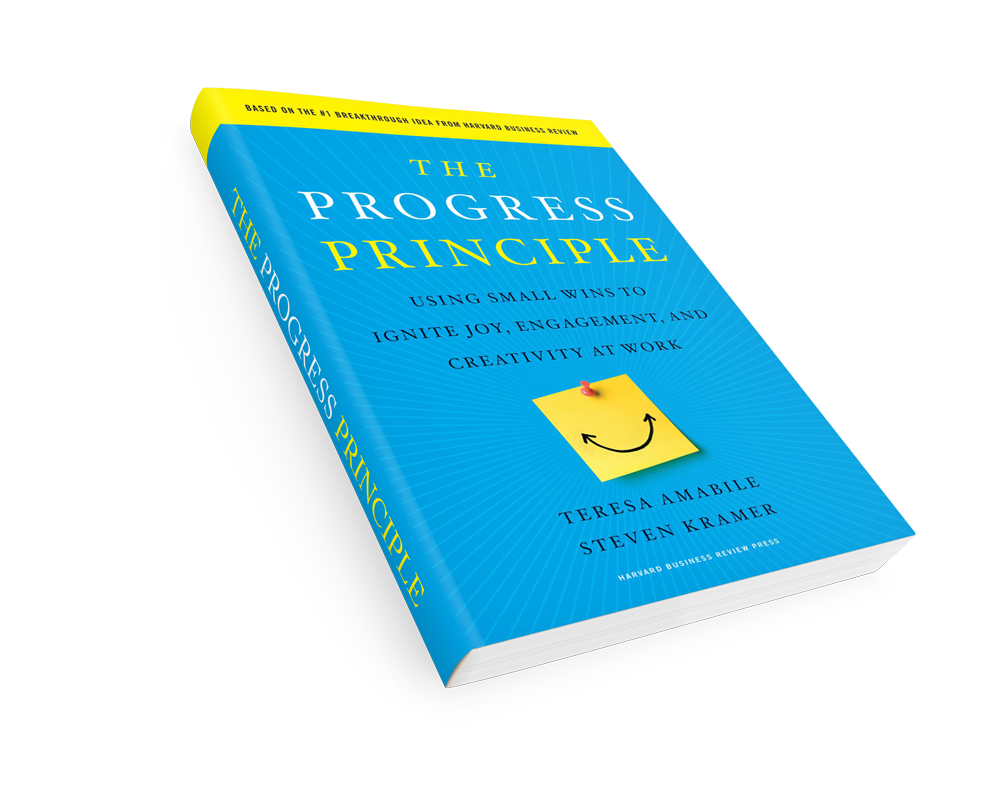 BASED ON THE #1 BREAKTHROUGH IDEA FROM HARVARD BUSINESS REVIEW
THE
PROGRESS
PRINCIPLE
USING SMALL WINS TO
IGNITE JOY, ENGAGEMENT, AND
CREATIVITY AT WORK
TERESA AMABILE
STEVEN KRAMER
HARVARD BUSINESS REVIEW PRESS
THE PROGRESS PRINCIPLE